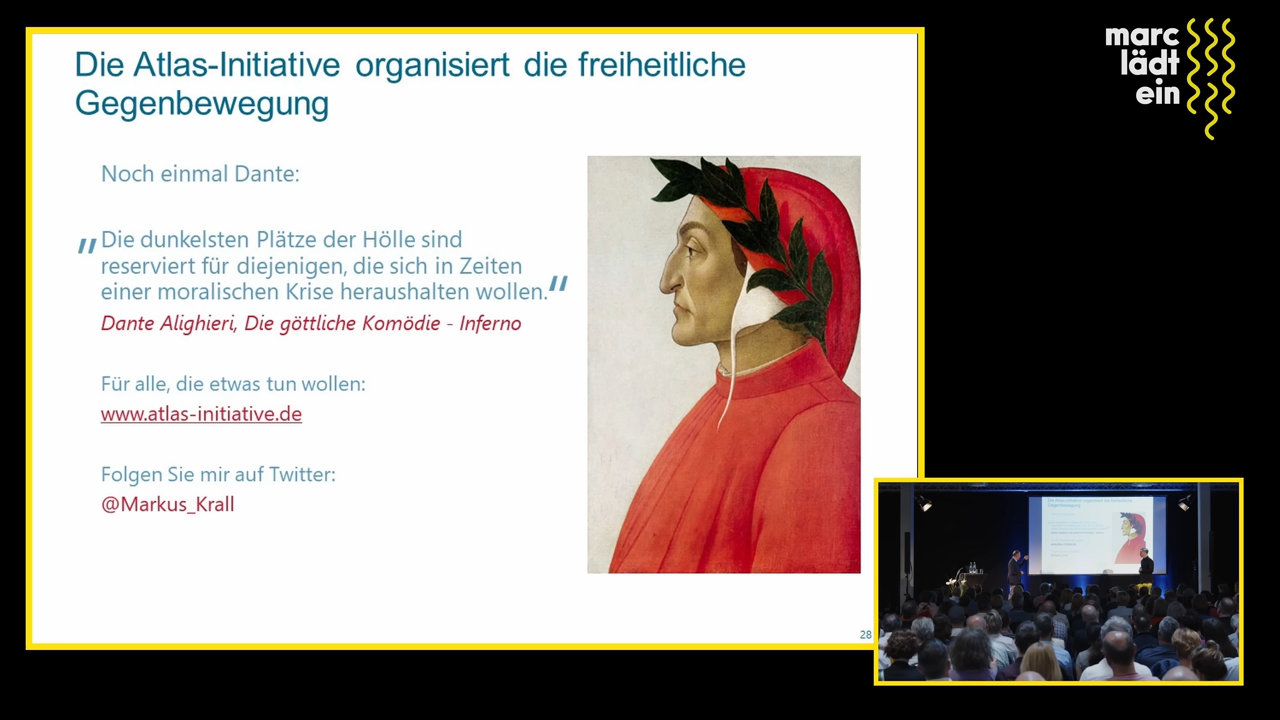 Die Atlas-Initiative organisiert die freiheitliche
Gegenbewegung
Noch einmal Dante:
"Die dunkelsten Plätze der Hölle sind
reserviert für diejenigen, die sich in Zeiten
einer moralischen Krise heraushalten wollen."
Dante Alighieri, Die göttliche Komödie - Inferno
Für alle, die etwas tun wollen:
www.atlas-initiative.de
Folgen Sie mir auf Twitter:
@Markus_Krall
28
marc
lädt
ein